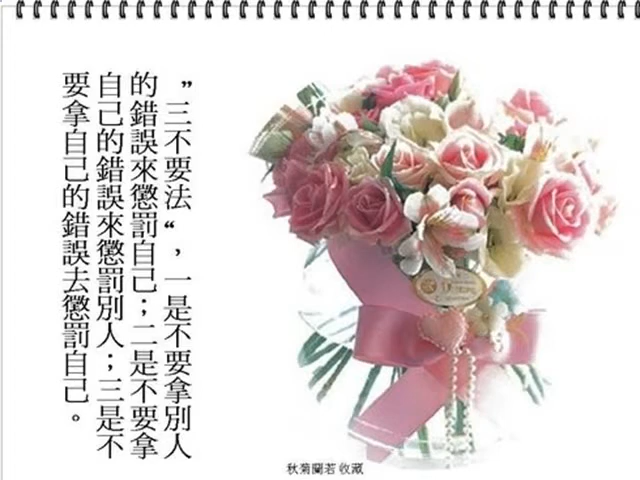 ”三不要法“，一是不要拿別人
的錯誤來懲罰自己；二是不要拿
自己的錯誤來懲罰別人；三是不
要拿自己的錯誤去懲罰自己。
秋菊蘭若 收藏